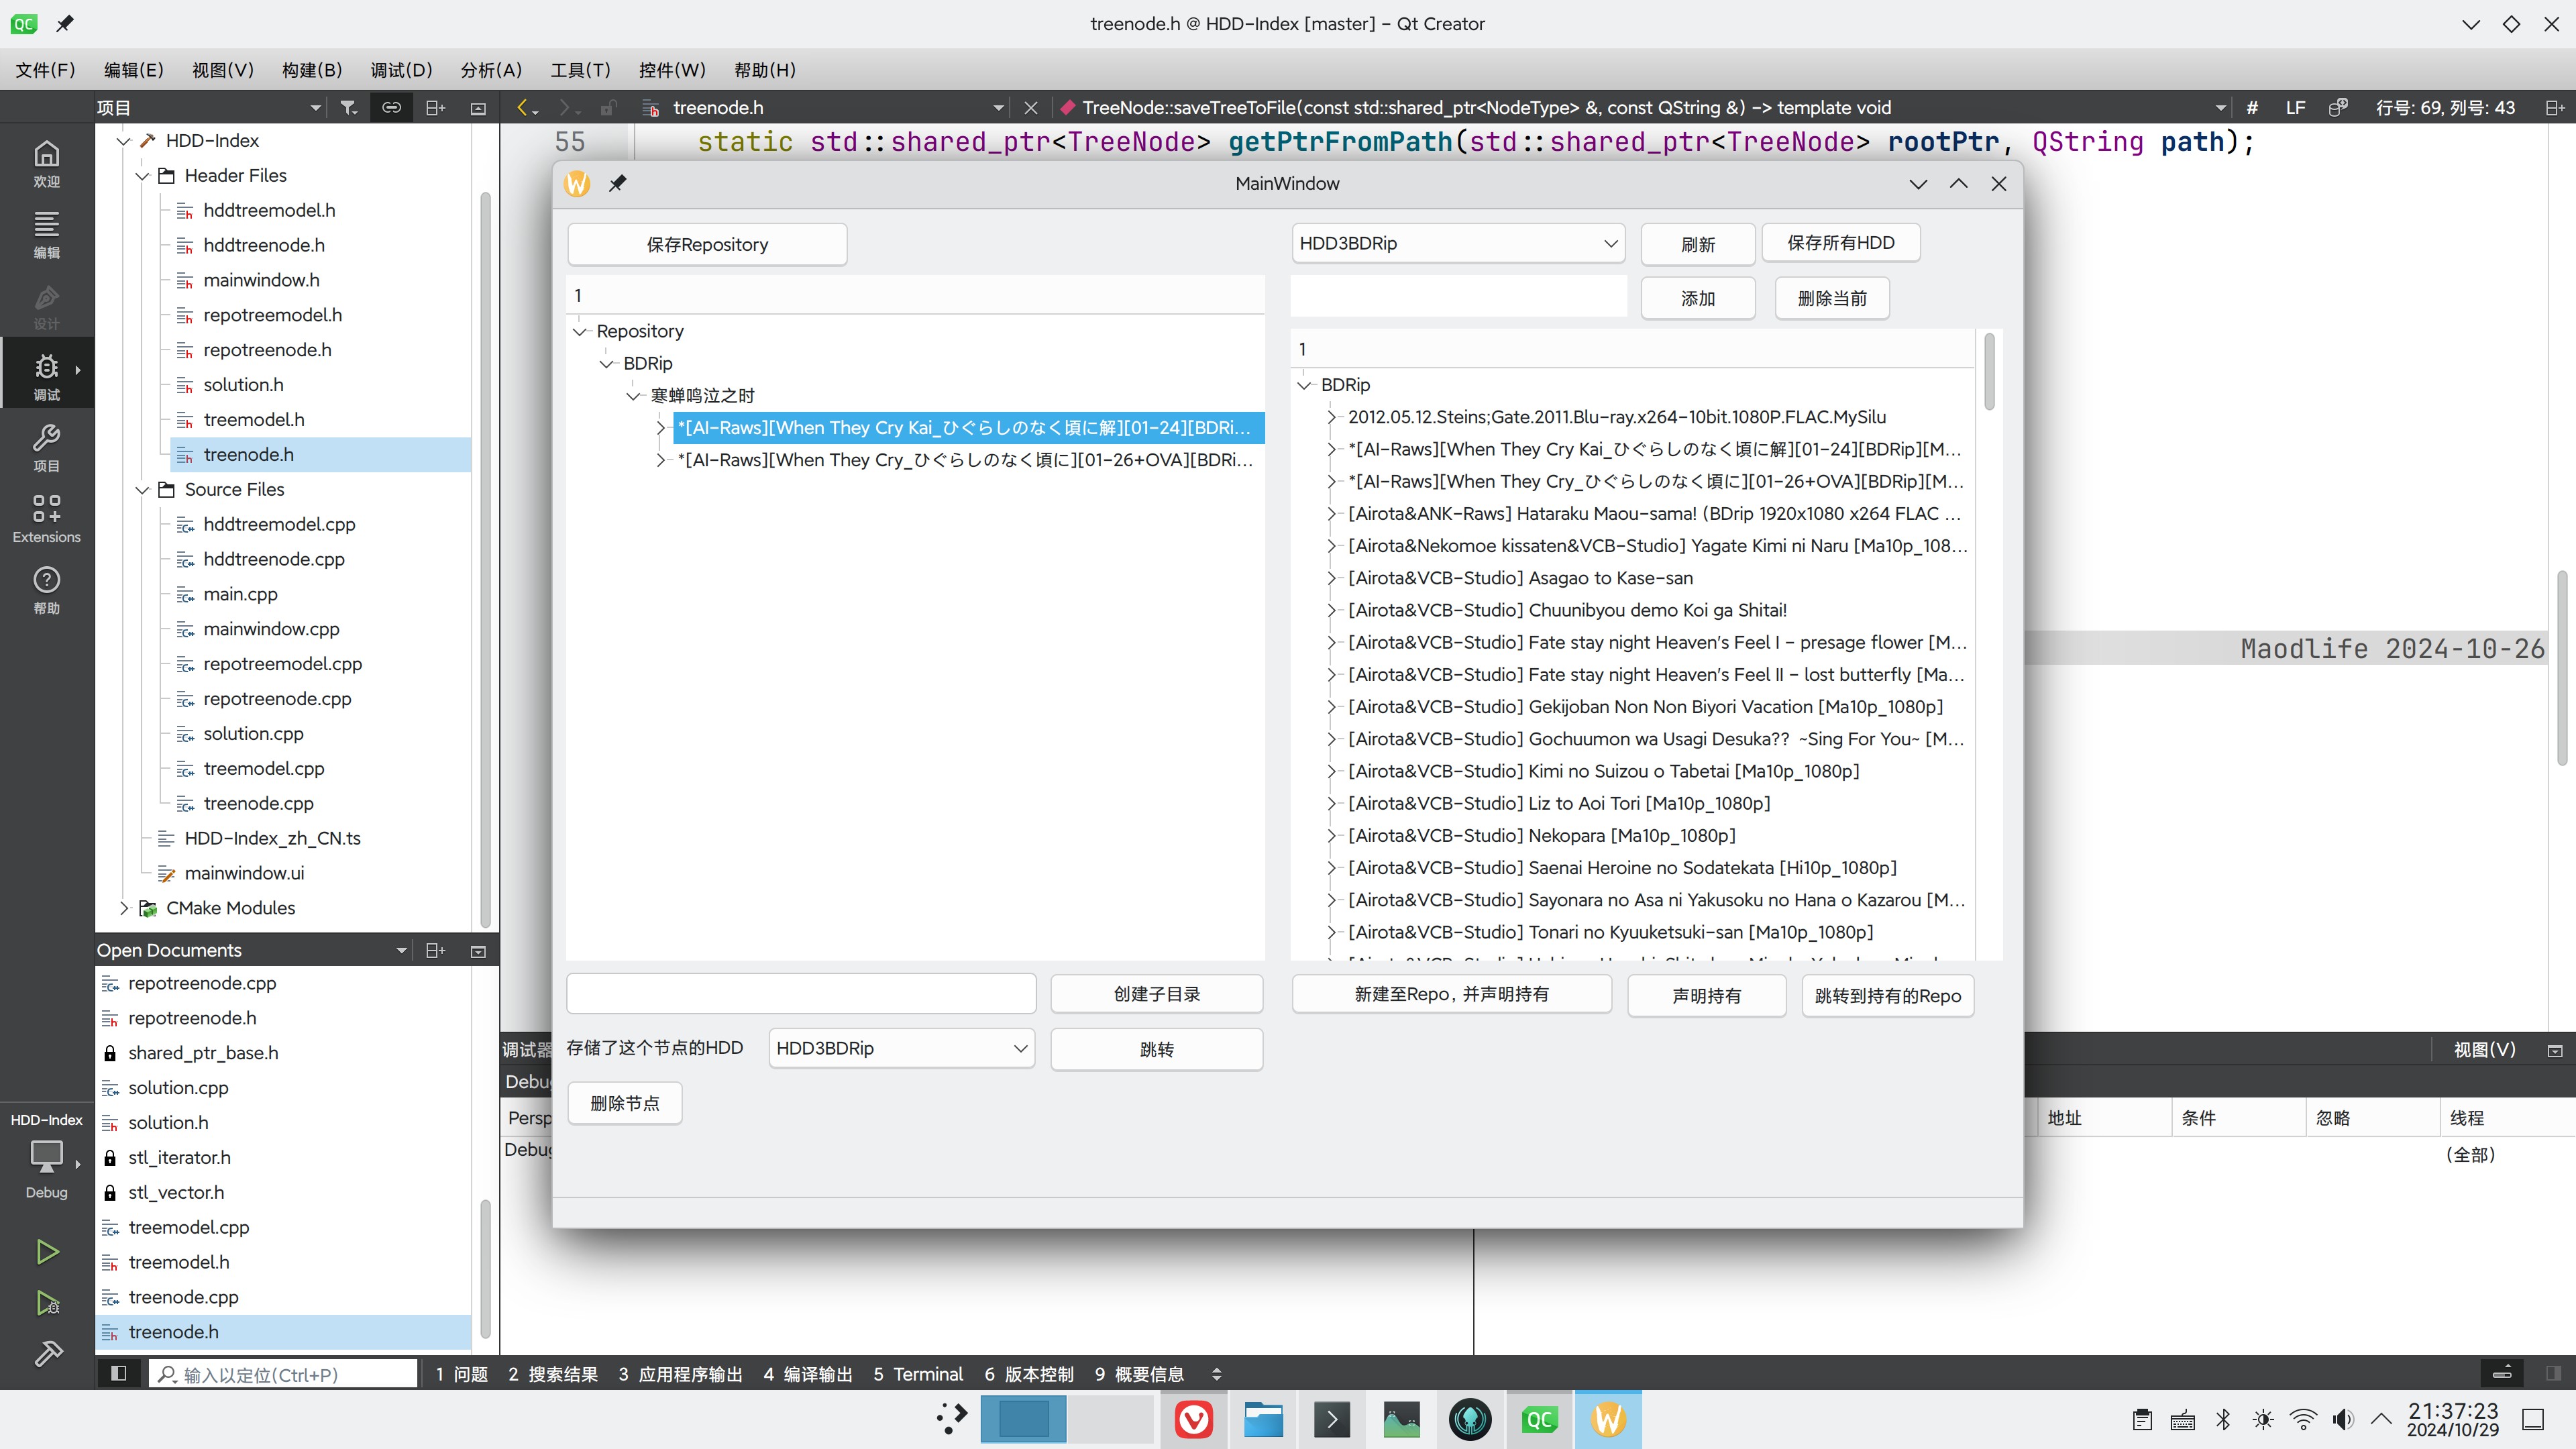 treenode.h @ HDD-Index [master] - Qt Creator
文件(F) 编辑(E) 视图(V) 构建(B) 调试(D) 分析(A) 工具(T) 控件(W) 帮助(H)
项目 treenode.h TreeNode::saveTreeToFile(const std::shared_ptr<NodeType> &, const QString &) -> template void # LF 行号: 69, 列号: 43
欢迎
编辑
设计
调试
项目
Extensions
帮助
HDD-Index
Debug
HDD-Index
Header Files
hddtreemodel.h
hddtreenode.h
mainwindow.h
repotreemodel.h
repotreenode.h
solution.h
treemodel.h
treenode.h
Source Files
hddtreemodel.cpp
hddtreenode.cpp
main.cpp
mainwindow.cpp
repotreemodel.cpp
repotreenode.cpp
solution.cpp
treemodel.cpp
treenode.cpp
HDD-Index_zh_CN.ts
mainwindow.ui
CMake Modules
Open Documents
repotreenode.cpp
repotreenode.h
shared_ptr_base.h
solution.cpp
solution.h
stl_iterator.h
stl_vector.h
treemodel.cpp
treemodel.h
treenode.cpp
treenode.h
55 static std::shared_ptr<TreeNode> getPtrFromPath(std::shared_ptr<TreeNode> rootPtr, QString path);
Maodlife 2024-10-26
MainWindow
保存Repository
1
Repository
BDRip
寒蝉鸣泣之时
*[AI-Raws][When They Cry Kai_ひぐらしのなく頃に解][01-24][BDRi...
*[AI-Raws][When They Cry_ひぐらしのなく頃に][01-26+OVA][BDRi...
创建子目录
存储了这个节点的HDD HDD3BDRip 跳转
删除节点
HDD3BDRip 刷新 保存所有HDD
添加 删除当前
1
BDRip
2012.05.12.Steins;Gate.2011.Blu-ray.x264-10bit.1080P.FLAC.MySilu
*[AI-Raws][When They Cry Kai_ひぐらしのなく頃に解][01-24][BDRip][M...
*[AI-Raws][When They Cry_ひぐらしのなく頃に][01-26+OVA][BDRip][M...
[Airota&ANK-Raws] Hataraku Maou-sama! (BDrip 1920x1080 x264 FLAC ...
[Airota&Nekomoe kissaten&VCB-Studio] Yagate Kimi ni Naru [Ma10p_108...
[Airota&VCB-Studio] Asagao to Kase-san
[Airota&VCB-Studio] Chuunibyou demo Koi ga Shitai!
[Airota&VCB-Studio] Fate stay night Heaven's Feel I - presage flower [M...
[Airota&VCB-Studio] Fate stay night Heaven's Feel II - lost butterfly [Ma...
[Airota&VCB-Studio] Gekijoban Non Non Biyori Vacation [Ma10p_1080p]
[Airota&VCB-Studio] Gochuumon wa Usagi Desuka?? ~Sing For You~ [M...
[Airota&VCB-Studio] Kimi no Suizou o Tabetai [Ma10p_1080p]
[Airota&VCB-Studio] Liz to Aoi Tori [Ma10p_1080p]
[Airota&VCB-Studio] Nekopara [Ma10p_1080p]
[Airota&VCB-Studio] Saenai Heroine no Sodatekata [Hi10p_1080p]
[Airota&VCB-Studio] Sayonara no Asa ni Yakusoku no Hana o Kazarou [M...
[Airota&VCB-Studio] Tonari no Kyuuketsuki-san [Ma10p_1080p]
新建至Repo，并声明持有 声明持有 跳转到持有的Repo
调试器
Debug
Persp
Debug
视图(V)
地址 条件 忽略 线程
(全部)
输入以定位(Ctrl+P) 1 问题 2 搜索结果 3 应用程序输出 4 编译输出 5 Terminal 6 版本控制 9 概要信息
21:37:23
2024/10/29